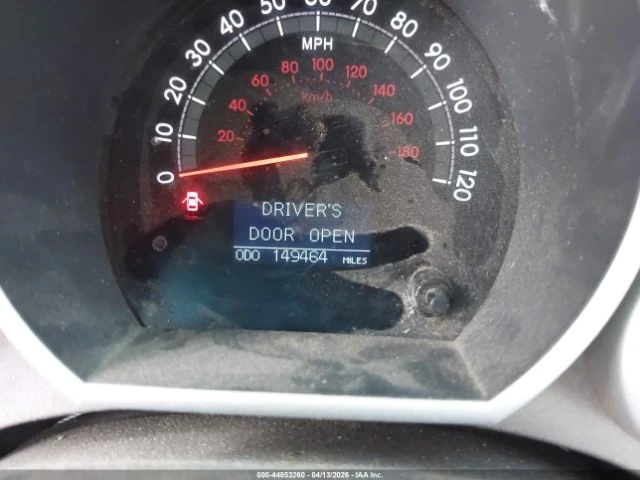 0 10 20 30 40 50 60 70 80 90 100 110 120
MPH
20 40 60 80 100 120 140 160 180
km/h
DRIVER'S
DOOR OPEN
ODO 149464 MILES
000-44853260 - 04/13/2026 - IAA Inc.